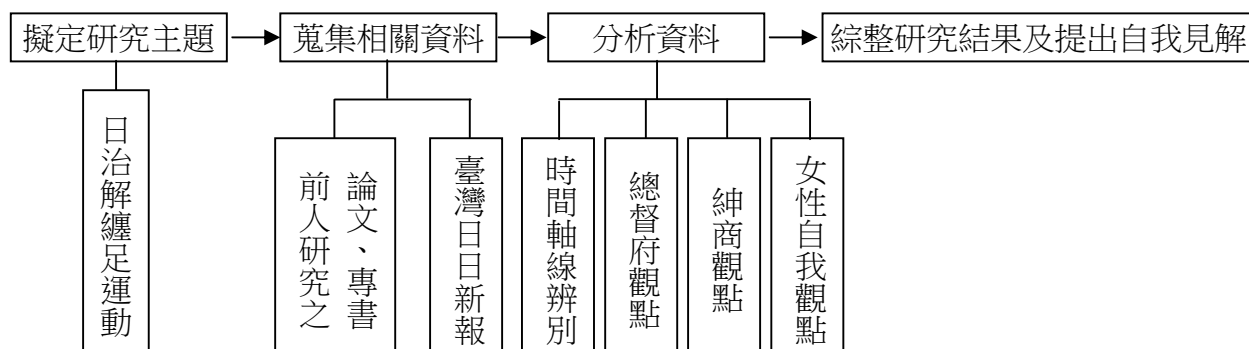 擬定研究主題
蒐集相關資料
分析資料
綜整研究結果及提出自我見解
日治解纏足運動
前人研究之
論文、專書
臺灣日日新報
時間軸線辨別
總督府觀點
紳商觀點
女性自我觀點